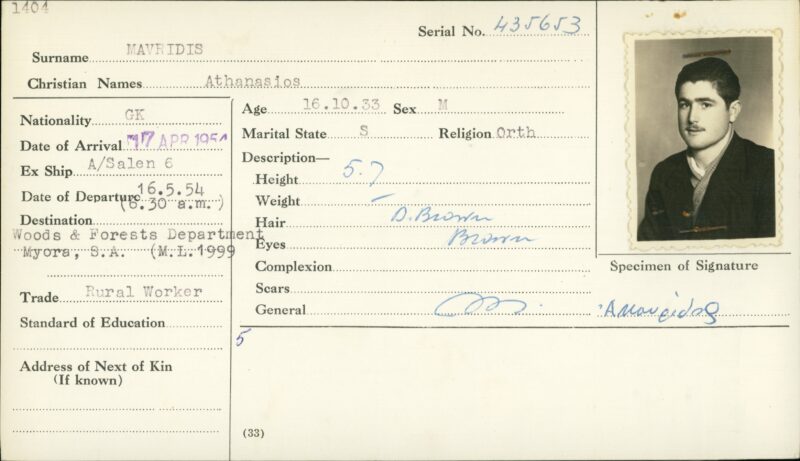 1404
Serial No. 435653
Surname MAVRIDIS
Christian Names Athanasios
Nationality GK
Date of Arrival 17 APR 1954
Ex Ship A/Salen 6
Date of Departure 16.5.54
(6.30 a.m.)
Destination
Woods & Forests Department
Myora, S.A. (M.L.1999
Trade Rural Worker
Standard of Education
Address of Next of Kin
(If known)
Age 16.10.33 Sex M
Marital State S Religion Orth
Description—
Height 5.7
Weight –
Hair D. Brown
Eyes Brown
Complexion
Scars
General
5
(33)
Specimen of Signature